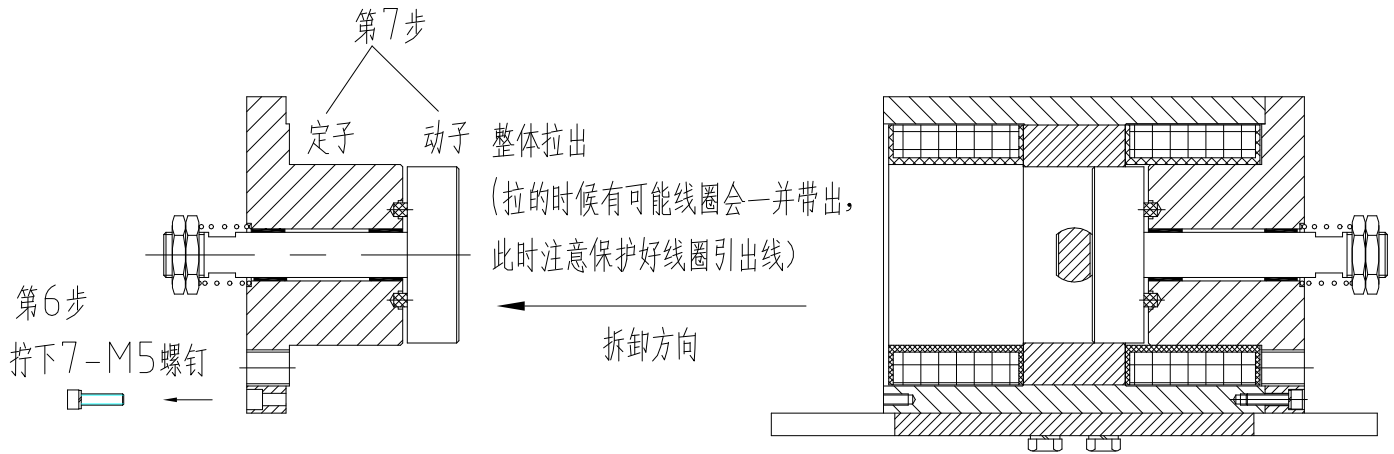 第7步
定子
动子
整体拉出
(拉的时候有可能线圈会一并带出，
此时注意保护好线圈引出线)
第6步
拧下7-M5螺钉
拆卸方向